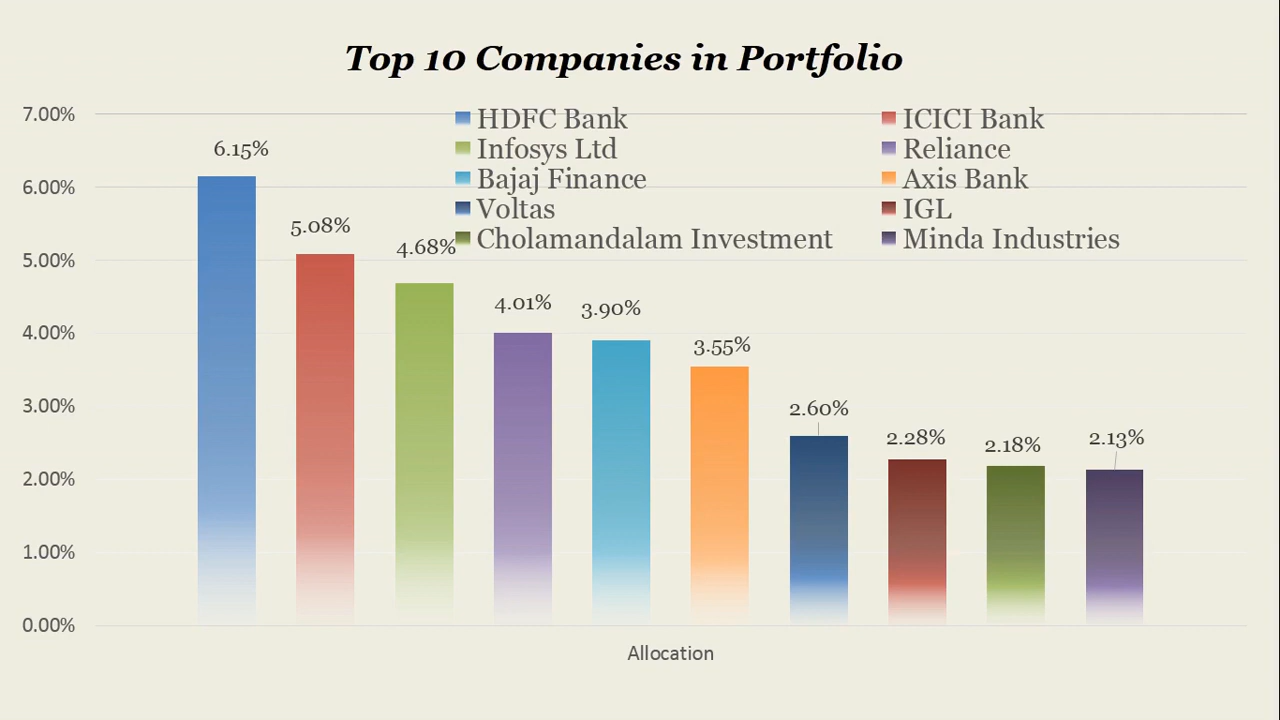 Top 10 Companies in Portfolio
7.00%
HDFC Bank ICICI Bank
6.15%
Infosys Ltd Reliance
6.00%
Bajaj Finance Axis Bank
Voltas IGL
5.08%
4.68%
Cholamandalam Investment Minda Industries
5.00%
4.01%
3.90%
4.00%
3.55%
3.00%
2.60%
2.28%
2.18%
2.13%
2.00%
1.00%
0.00%
Allocation